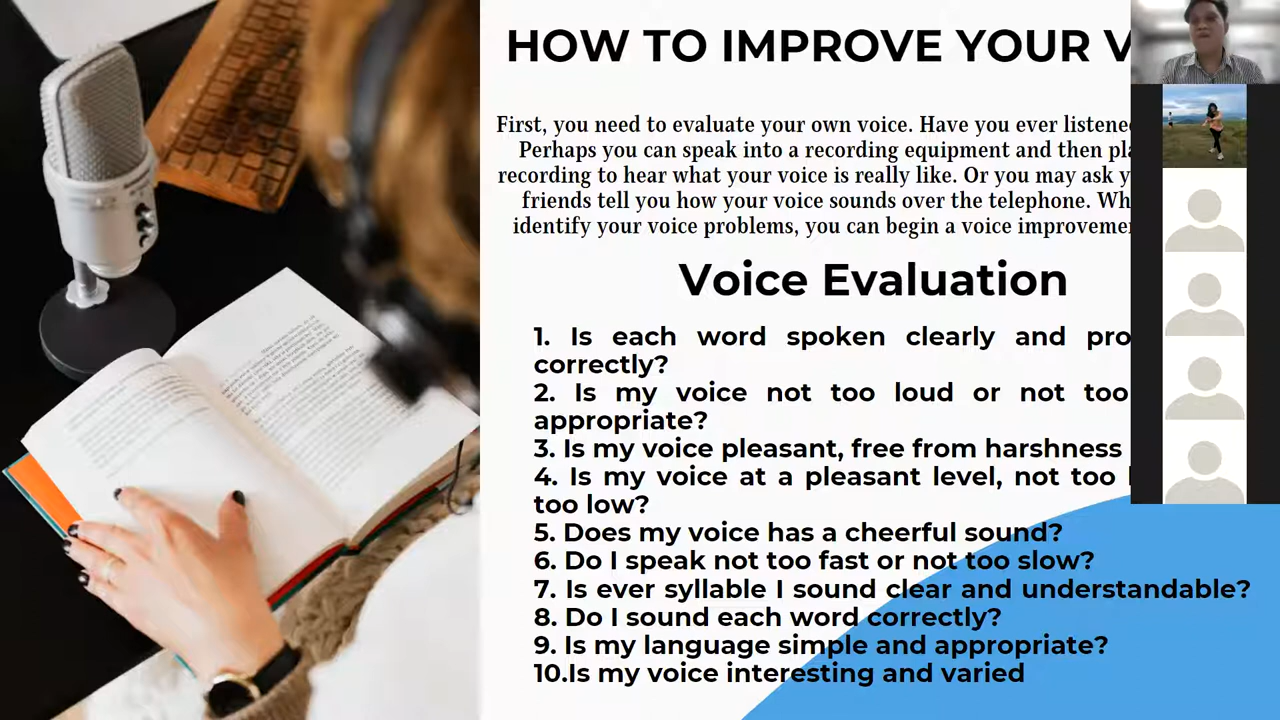 HOW TO IMPROVE YOUR
First, you need to evaluate your own voice. Have you ever
Perhaps you can speak into a recording equipment and then
recording to hear what your voice is really like. Or you may ask
friends tell you how your voice sounds over the telephone.
identify your voice problems, you can begin a voice
Voice Evaluation
1. Is each word spoken clearly and
correctly?
2. Is my voice not too loud or not too
appropriate?
3. Is my voice pleasant, free from harshness
4. Is my voice at a pleasant level, not too
too low?
5. Does my voice has a cheerful sound?
6. Do I speak not too fast or not too slow?
7. Is ever syllable I sound clear and understandable?
8. Do I sound each word correctly?
9. Is my language simple and appropriate?
10.Is my voice interesting and varied